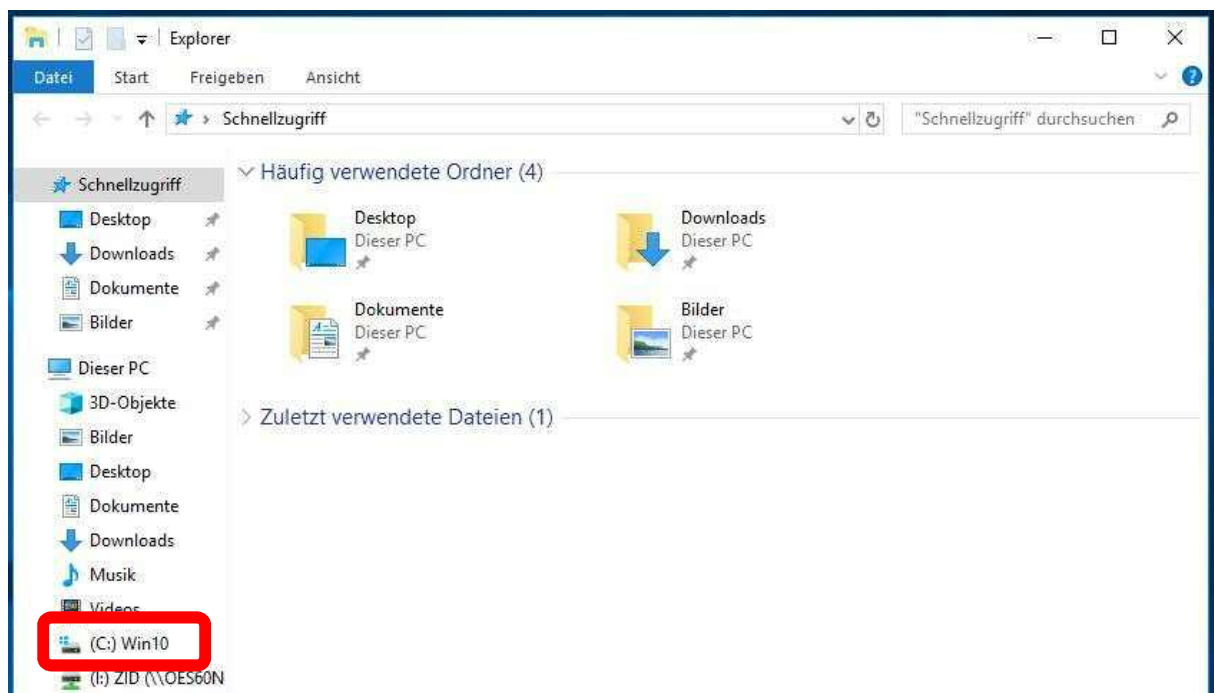 Explorer
Datei Start Freigeben Ansicht
Schnellzugriff "Schnellzugriff" durchsuchen
Schnellzugriff
Desktop
Downloads
Dokumente
Bilder
Dieser PC
3D-Objekte
Bilder
Desktop
Dokumente
Downloads
Musik
Videos
(C:) Win10
(I:) ZID (\\OES60N
Häufig verwendete Ordner (4)
Desktop
Dieser PC
Downloads
Dieser PC
Dokumente
Dieser PC
Bilder
Dieser PC
Zuletzt verwendete Dateien (1)